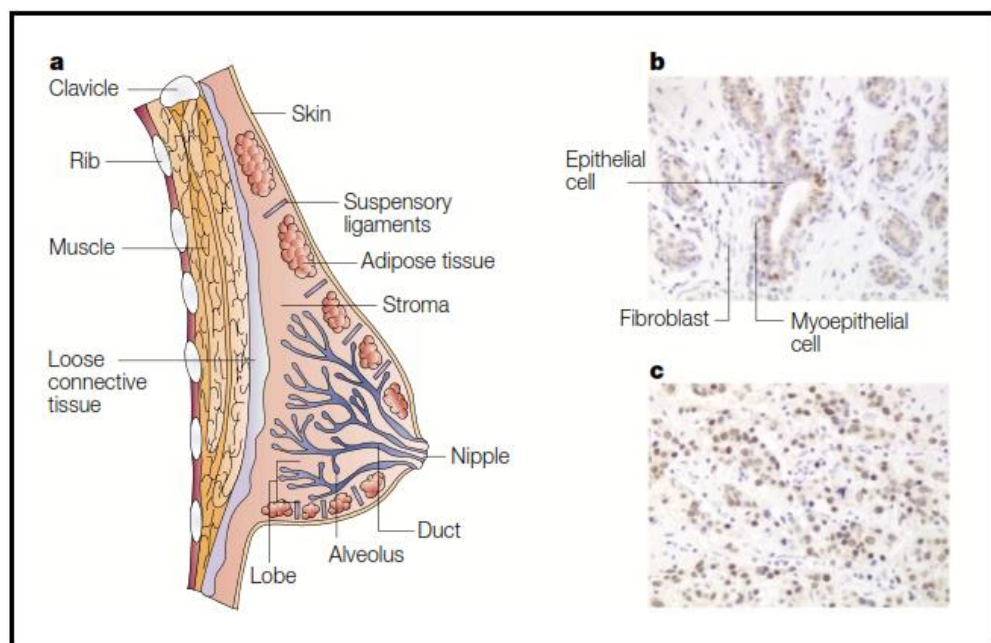 a
Clavicle
Skin
Rib
Suspensory
ligaments
Muscle
Adipose tissue
Stroma
Loose
connective
tissue
Nipple
Duct
Alveolus
Lobe
b
Epithelial
cell
Fibroblast
Myoepithelial
cell
c